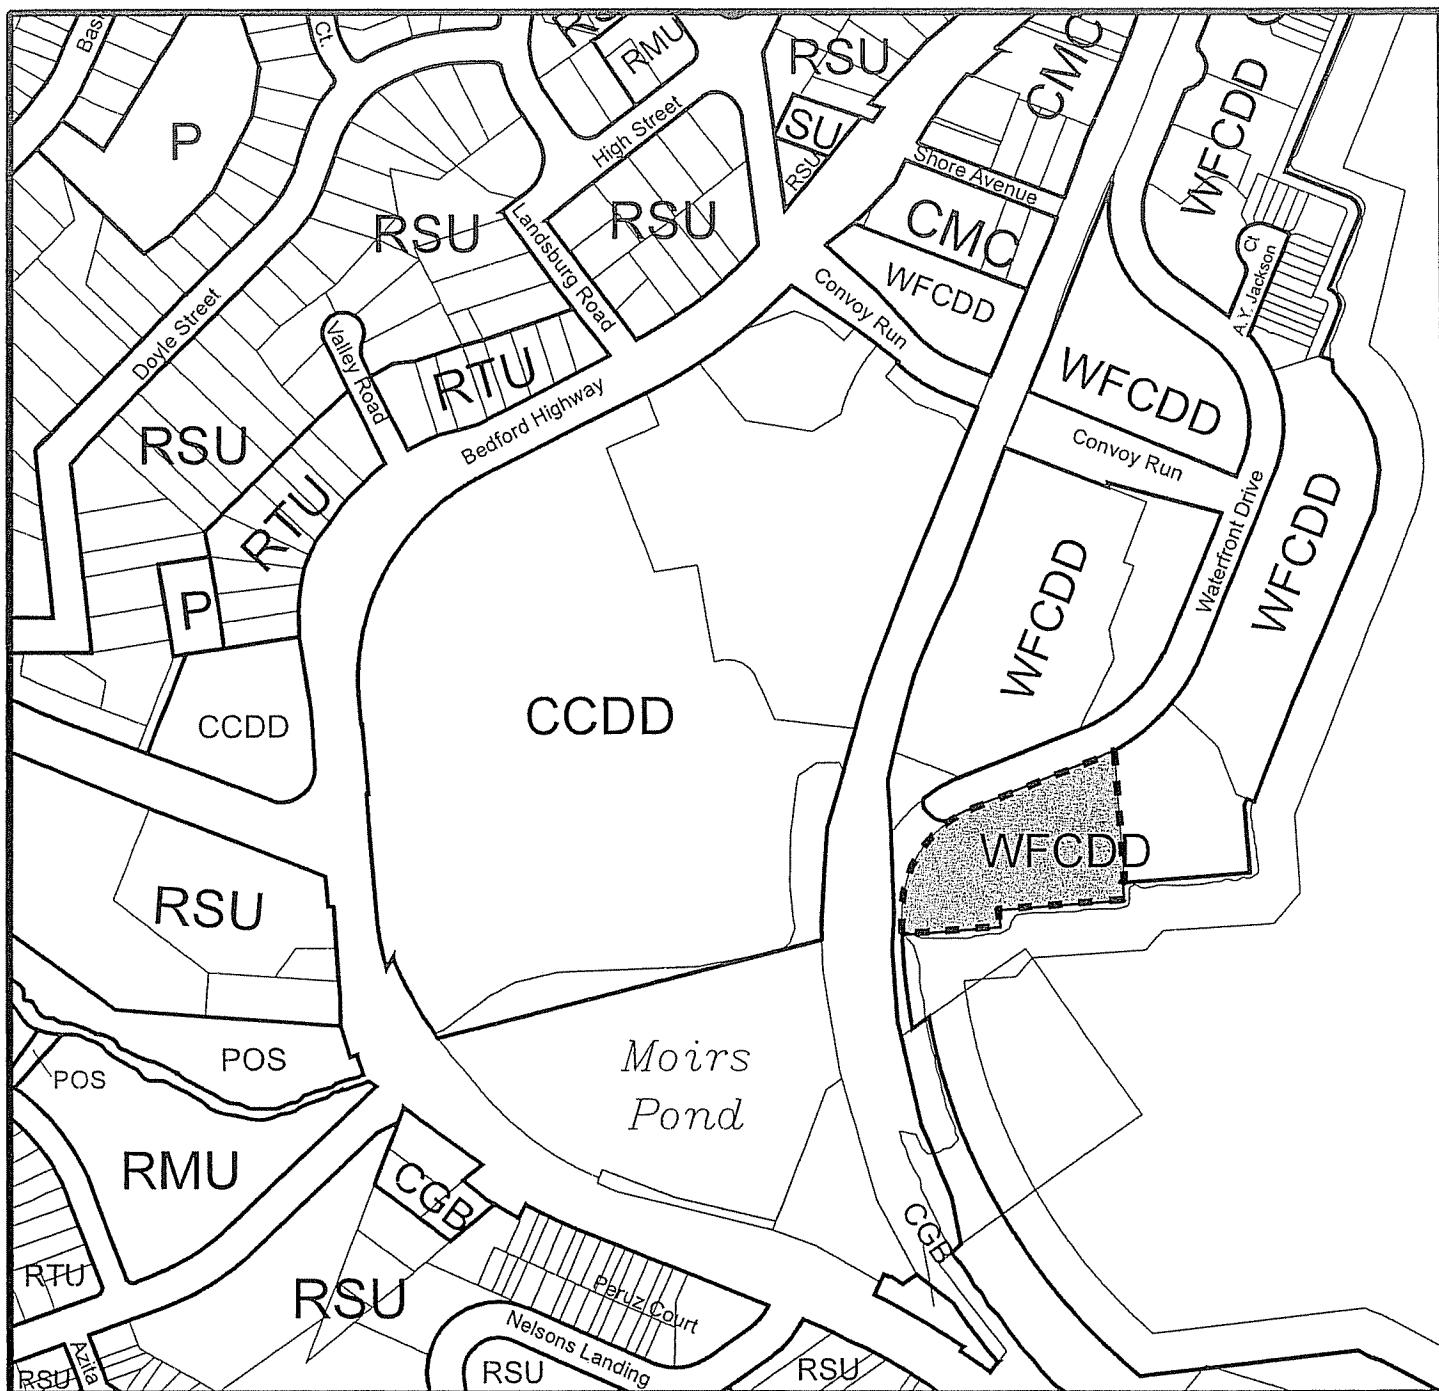 Ct.
RMU
RSU
CMC
WFCDD
P
High Street
SU
RSU
Shore Avenue
RSU
Landsburg Road
RSU
CMC
WFCDD
A.Y. Jackson Ct
Doyle Street
Valley Road
RTU
Bedford Highway
Convoy Run
WFCDD
RSU
Convoy Run
RTU
Waterfront Drive
WFCDD
WFCDD
P
CCDD
CCDD
WFCDD
RSU
POS
POS
Moirs
Pond
RMU
CGB
CGB
RTU
RSU
Peruz Court
Nelsons Landing
RSU
Azita
RSU
RSU